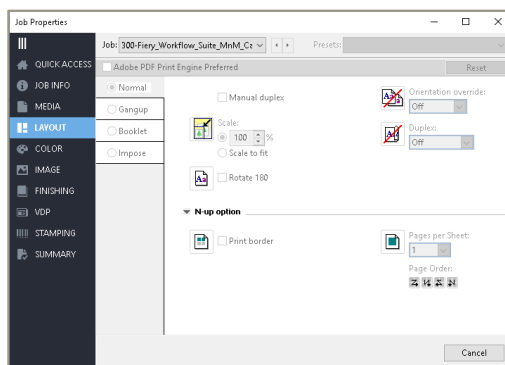 Job Properties
Job: 300-Fiery_Workflow_Suite_MnM_Ca
Presets:
QUICK ACCESS
Adobe PDF Print Engine Preferred
Reset
JOB INFO
MEDIA
LAYOUT
COLOR
IMAGE
FINISHING
VDP
STAMPING
SUMMARY
Normal
Gangup
Booklet
Impose
Manual duplex
Scale:
100 %
Scale to fit
Rotate 180
Orientation override:
Off
Duplex:
Off
N-up option
Print border
Pages per Sheet:
1
Page Order:
Cancel